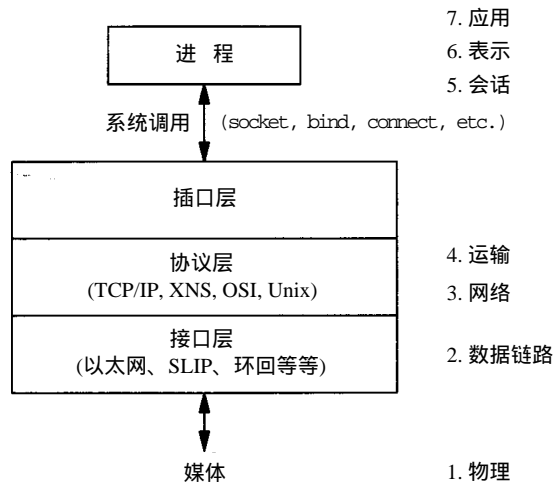 7. 应用
进 程
6. 表示
5. 会话
系统调用 (socket, bind, connect, etc.)
插口层
协议层
4. 运输
(TCP/IP, XNS, OSI, Unix)
3. 网络
接口层
(以太网、SLIP、环回等等)
2. 数据链路
媒体
1. 物理